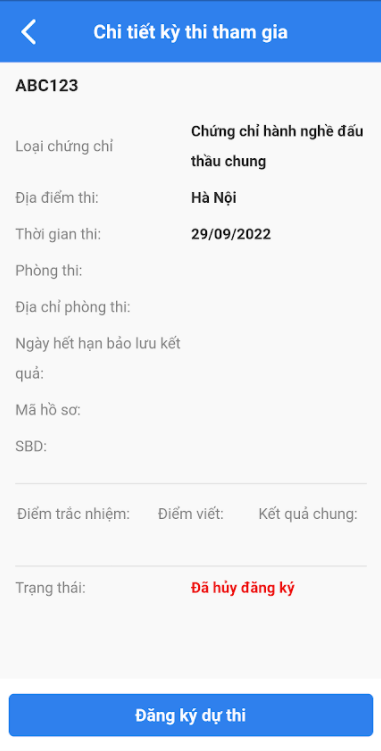 Chi tiết kỳ thi tham gia
ABC123
Loại chứng chỉ
Chứng chỉ hành nghề đấu
thầu chung
Địa điểm thi:
Hà Nội
Thời gian thi:
29/09/2022
Phòng thi:
Địa chỉ phòng thi:
Ngày hết hạn bảo lưu kết
quả:
Mã hồ sơ:
SBD:
Điểm trắc nhiệm: Điểm viết: Kết quả chung:
Trạng thái:
Đã hủy đăng ký
Đăng ký dự thi